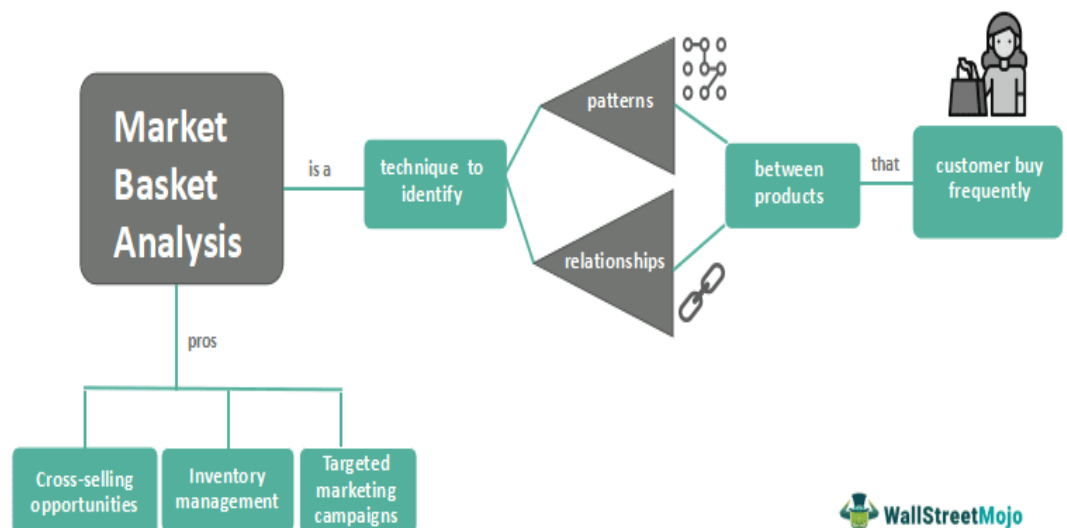 Market
Basket
Analysis
is a
technique to
identify
patterns
relationships
between
products
that
customer buy
frequently
pros
Cross-selling
opportunities
Inventory
management
Targeted
marketing
campaigns
WallStreetMojo